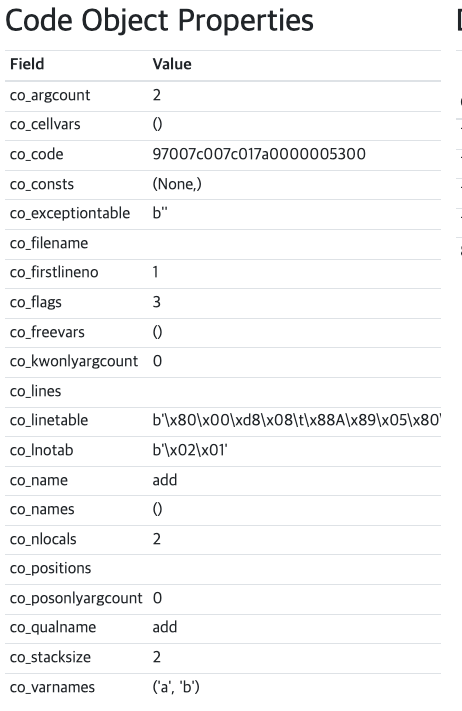 Code Object Properties
Field Value
co_argcount 2
co_cellvars ()
co_code 97007c007c017a0000005300
co_consts (None,)
co_exceptiontable b''
co_filename
co_firstlineno 1
co_flags 3
co_freevars ()
co_kwonlyargcount 0
co_lines
co_linetable b'\x80\x00\xd8\x08\t\x88A\x89\x05\x80\
co_lnotab b'\x02\x01'
co_name add
co_names ()
co_nlocals 2
co_positions
co_posonlyargcount 0
co_qualname add
co_stacksize 2
co_varnames ('a', 'b')